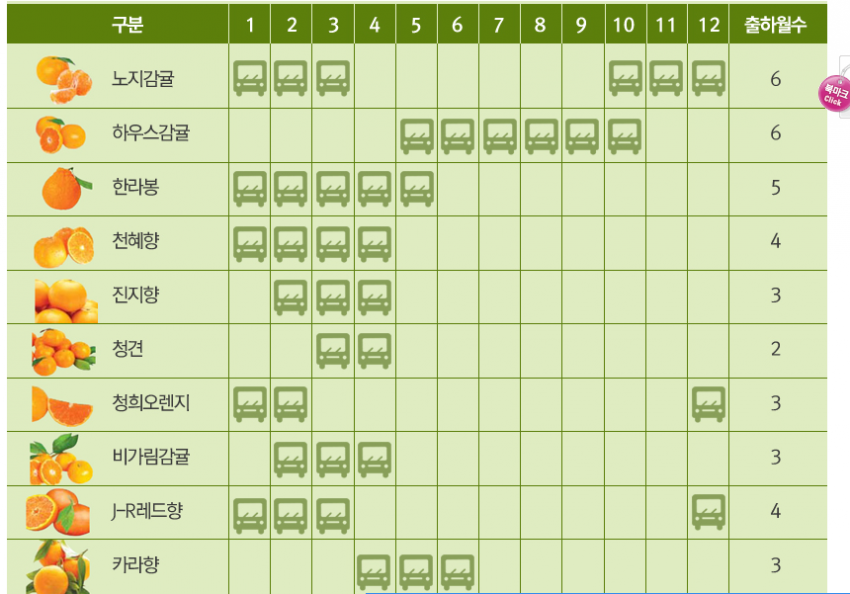 구분 1 2 3 4 5 6 7 8 9 10 11 12 출하월수
노지감귤 6
북마크
Click
하우스감귤 6
한라봉 5
천혜향 4
진지향 3
청견 2
청희오렌지 3
비가림감귤 3
J-R레드향 4
카라향 3